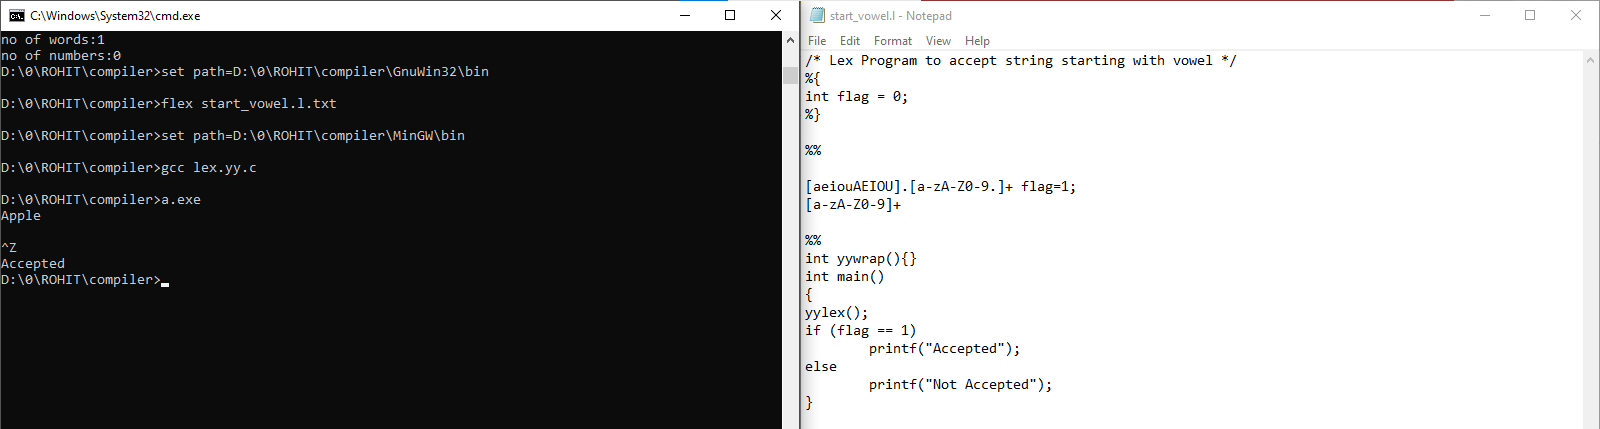 C:\Windows\System32\cmd.exe
no of words:1
no of numbers:0
D:\0\ROHIT\compiler>set path=D:\0\ROHIT\compiler\GnuWin32\bin
D:\0\ROHIT\compiler>flex start_vowel.l.txt
D:\0\ROHIT\compiler>set path=D:\0\ROHIT\compiler\MinGW\bin
D:\0\ROHIT\compiler>gcc lex.yy.c
D:\0\ROHIT\compiler>a.exe
Apple
^Z
Accepted
D:\0\ROHIT\compiler>
start_vowel.l - Notepad
File Edit Format View Help
/* Lex Program to accept string starting with vowel */
%{
int flag = 0;
%}
%%
[aeiouAEIOU].[a-zA-Z0-9.]+ flag=1;
[a-zA-Z0-9]+
%%
int yywrap(){}
int main()
{
yylex();
if (flag == 1)
printf("Accepted");
else
printf("Not Accepted");
}